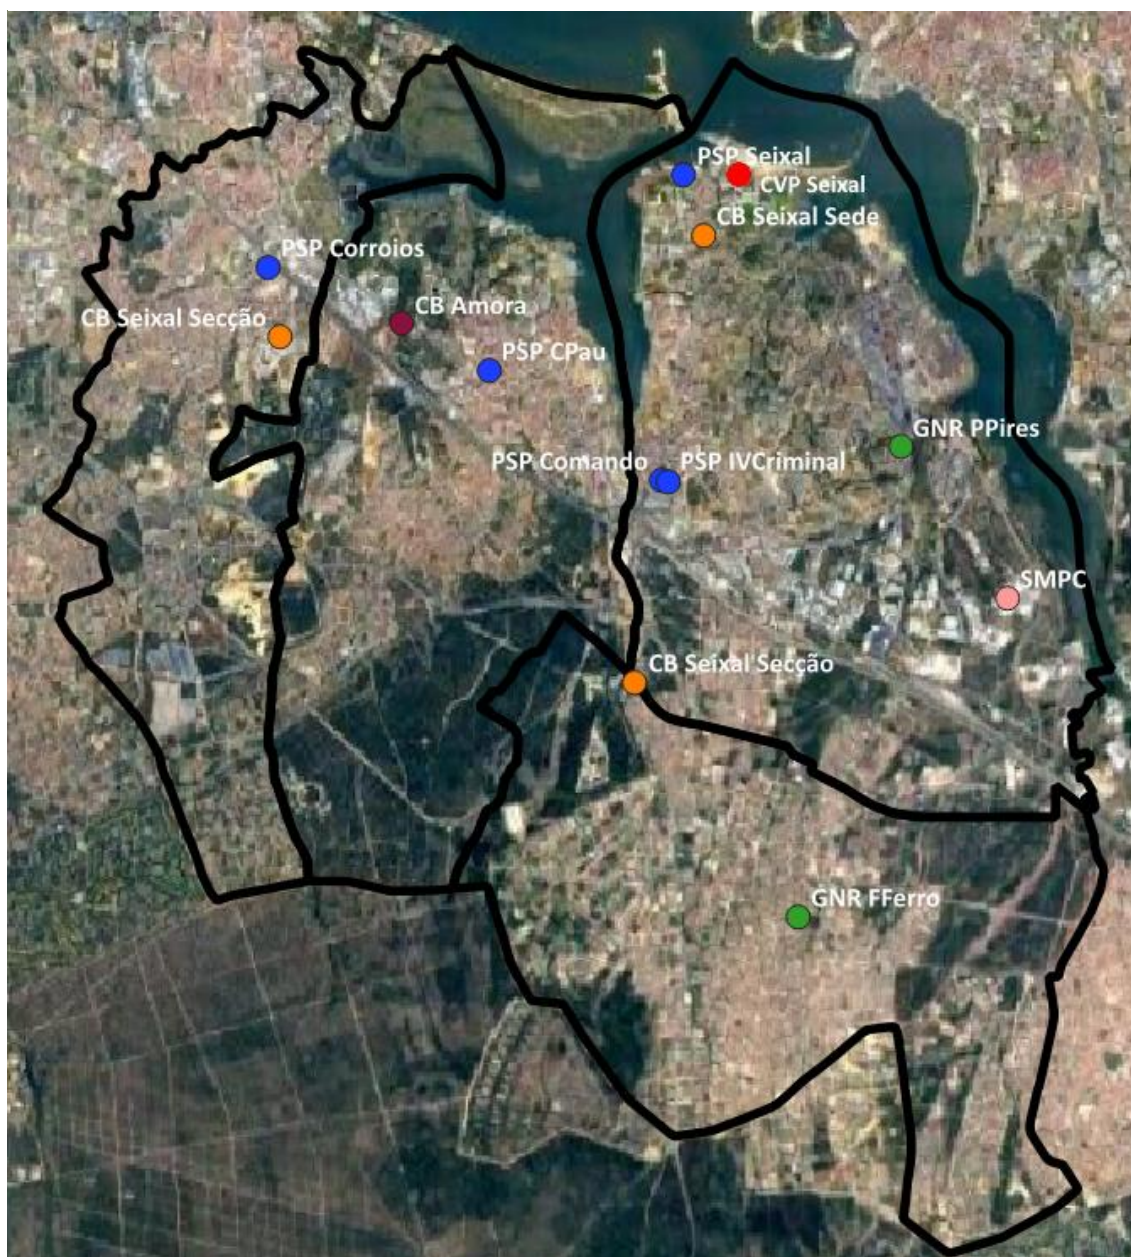 PSP Seixal
CVP Seixal
CB Seixal Sede
PSP Corroios
CB Amora
CB Seixal Secção
PSP CPau
GNR PPires
PSP Comando
PSP IVCriminal
SMPC
CB Seixal Secção
GNR FFerro